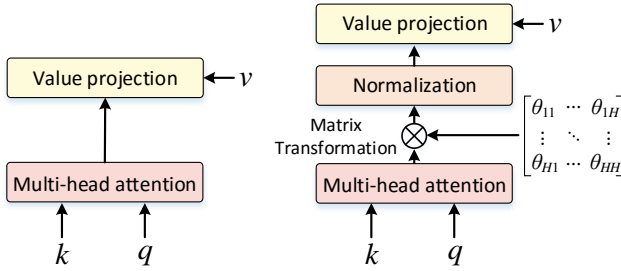 Value projection
v
Multi-head attention
k q
Value projection
v
Normalization
Matrix
Transformation
θ11 ⋯ θ1H
⋮ ⋱ ⋮
θH1 ⋯ θHH
Multi-head attention
k q